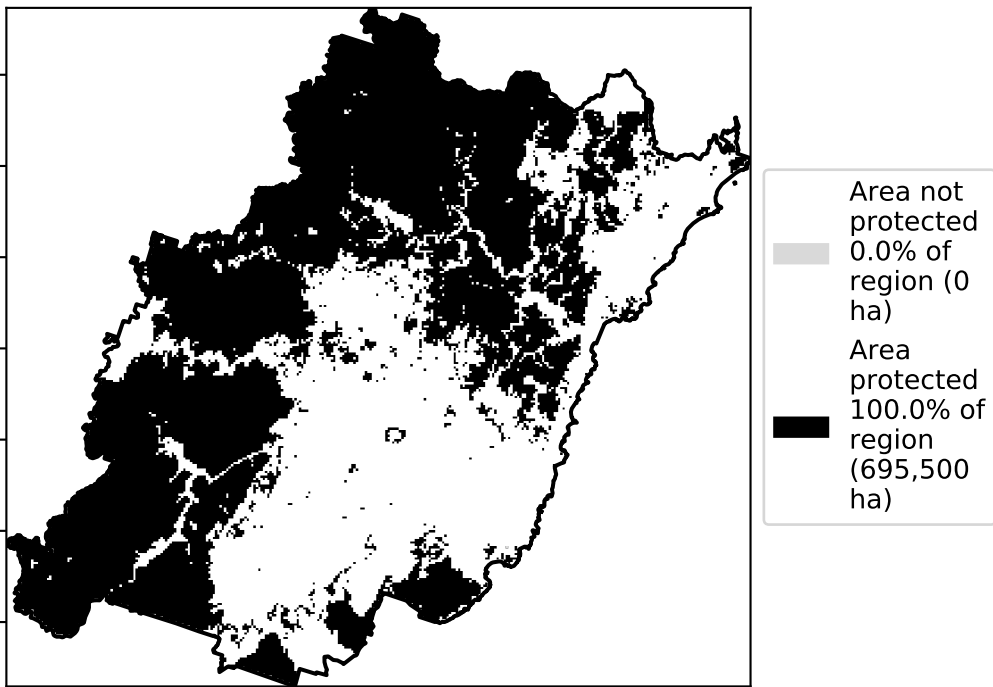 Area not
protected
0.0% of
region (0
ha)
Area
protected
100.0% of
region
(695,500
ha)